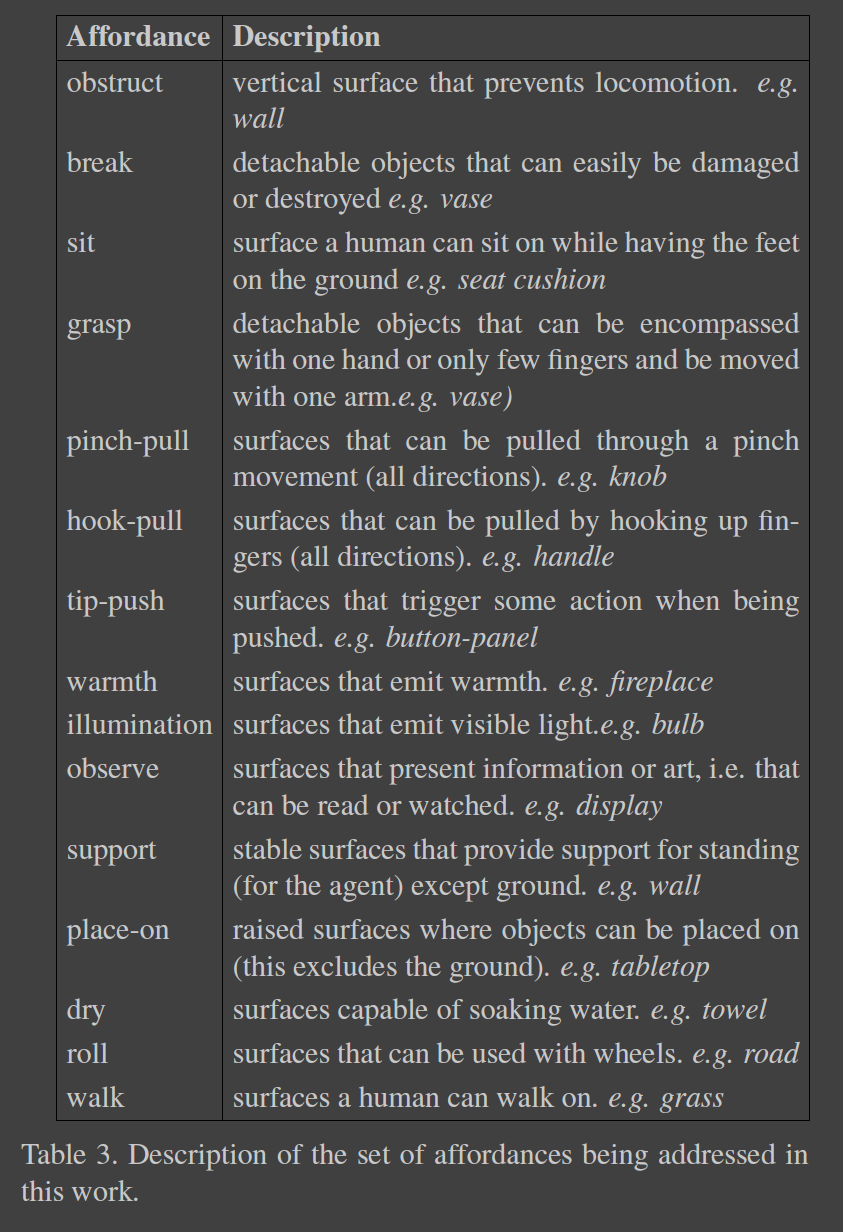 Affordance Description
obstruct vertical surface that prevents locomotion. e.g.
wall
break detachable objects that can easily be damaged
or destroyed e.g. vase
sit surface a human can sit on while having the feet
on the ground e.g. seat cushion
grasp detachable objects that can be encompassed
with one hand or only few fingers and be moved
with one arm.e.g. vase)
pinch-pull surfaces that can be pulled through a pinch
movement (all directions). e.g. knob
hook-pull surfaces that can be pulled by hooking up fin-
gers (all directions). e.g. handle
tip-push surfaces that trigger some action when being
pushed. e.g. button-panel
warmth surfaces that emit warmth. e.g. fireplace
illumination surfaces that emit visible light.e.g. bulb
observe surfaces that present information or art, i.e. that
can be read or watched. e.g. display
support stable surfaces that provide support for standing
(for the agent) except ground. e.g. wall
place-on raised surfaces where objects can be placed on
(this excludes the ground). e.g. tabletop
dry surfaces capable of soaking water. e.g. towel
roll surfaces that can be used with wheels. e.g. road
walk surfaces a human can walk on. e.g. grass
Table 3. Description of the set of affordances being addressed in
this work.